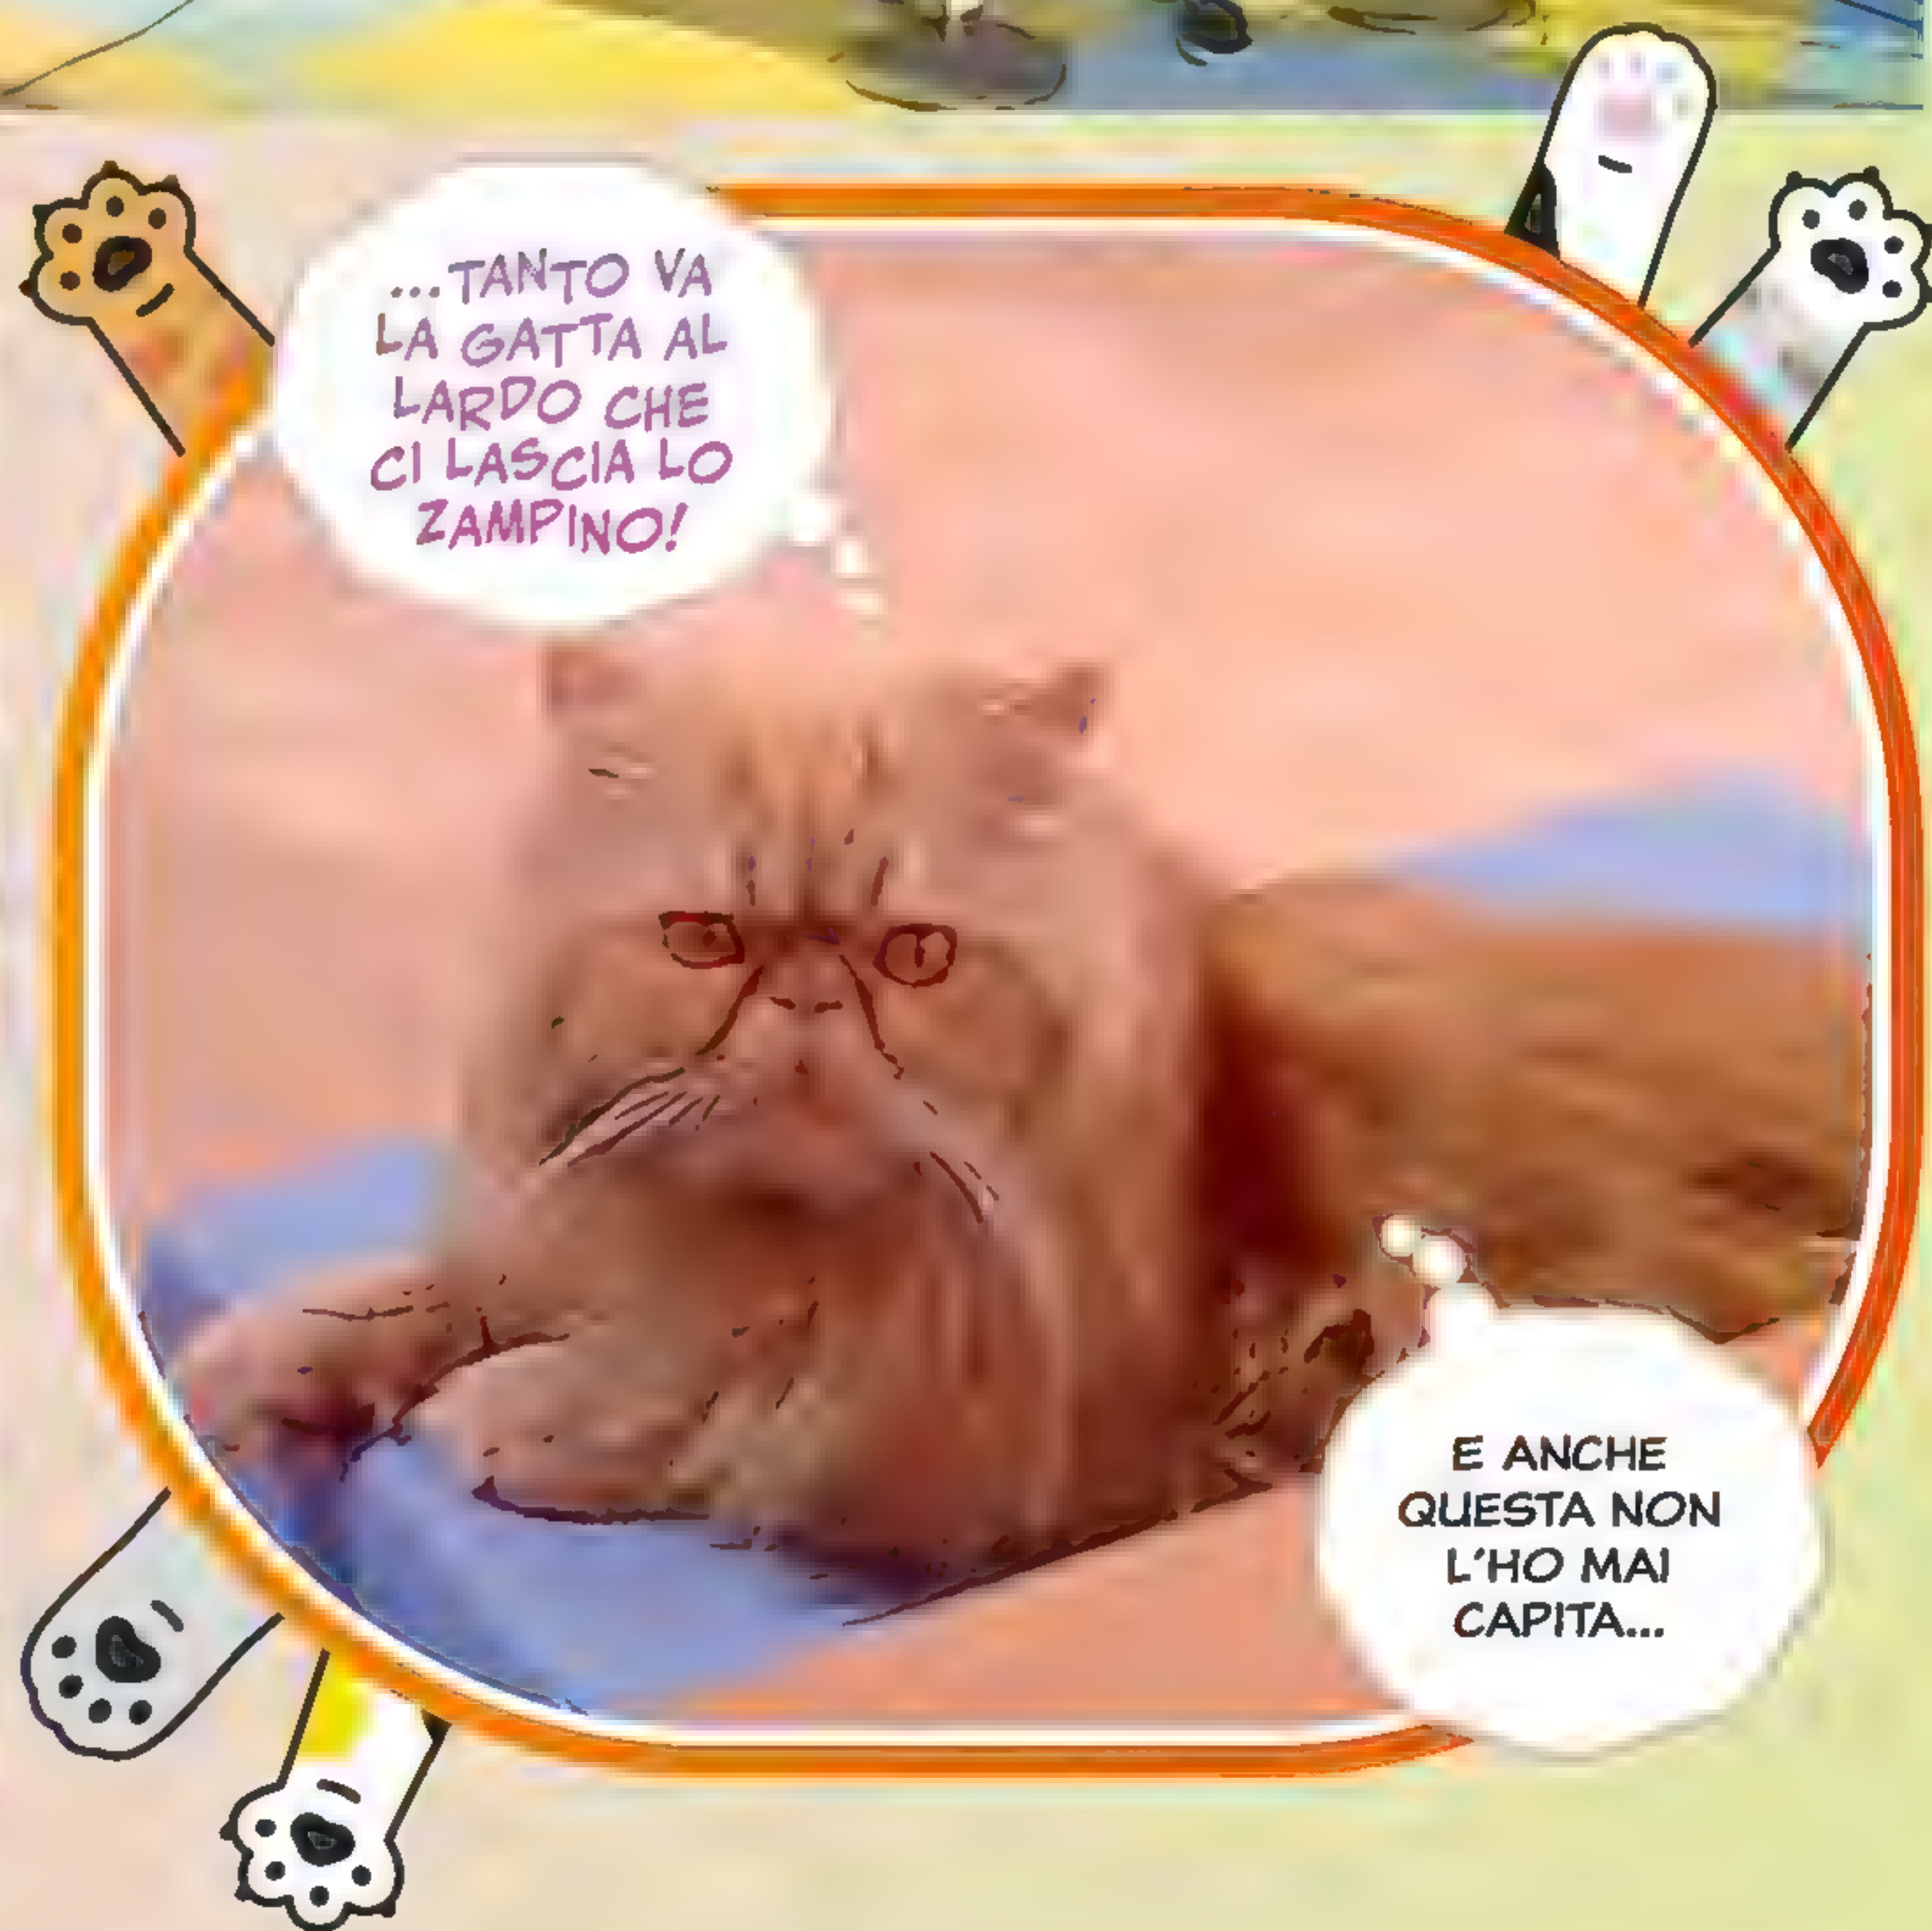 ...TANTO VA
LA GATTA AL
LARDO CHE
CI LASCIA LO
ZAMPINO!
E ANCHE
QUESTA NON
L'HO MAI
CAPITA...